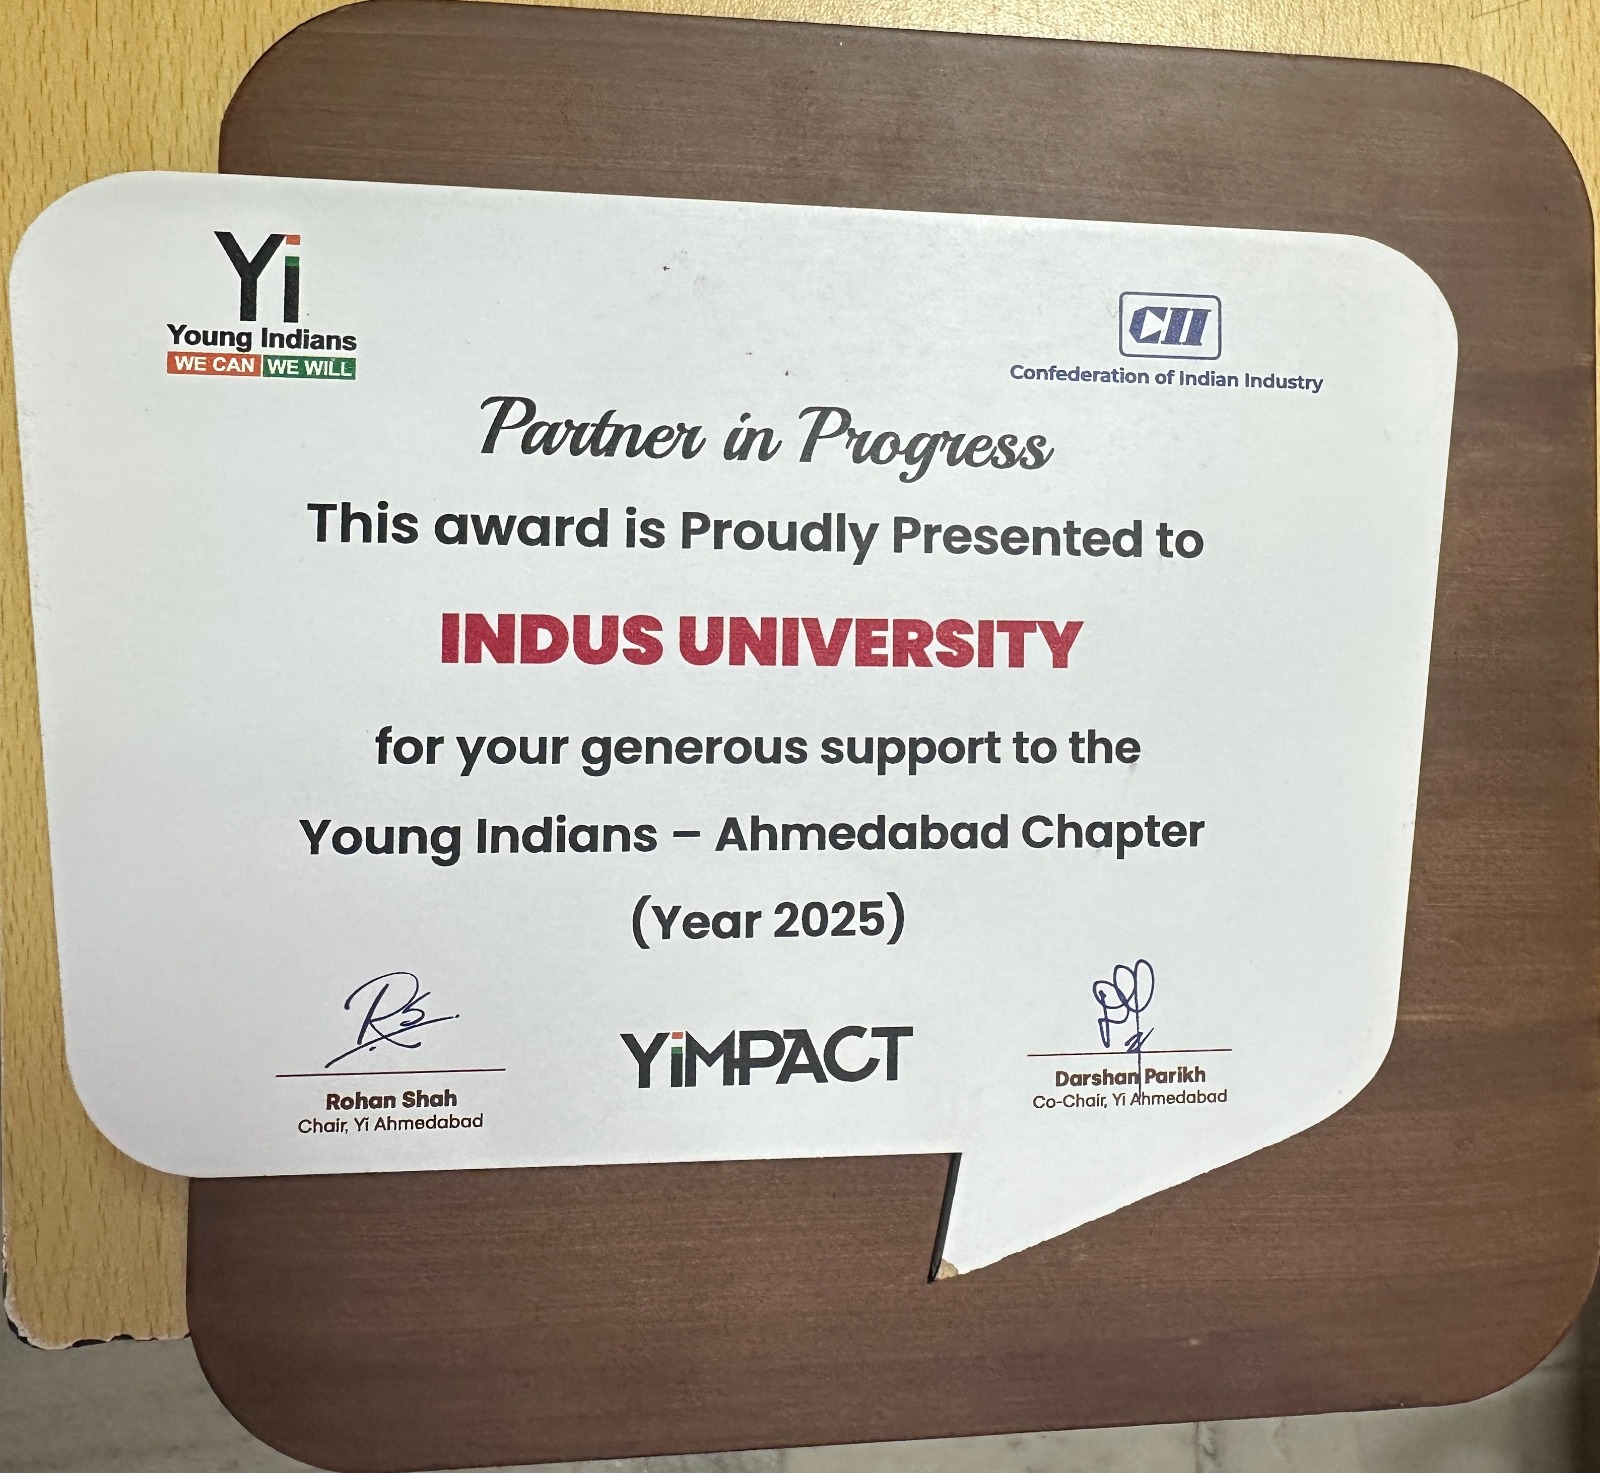 Yi
Young Indians
WE CAN WE WILL
CII
Confederation of Indian Industry
Partner in Progress
This award is Proudly Presented to
INDUS UNIVERSITY
for your generous support to the
Young Indians – Ahmedabad Chapter
(Year 2025)
Rohan Shah
Chair, Yi Ahmedabad
YiMPACT
Darshan Parikh
Co-Chair, Yi Ahmedabad